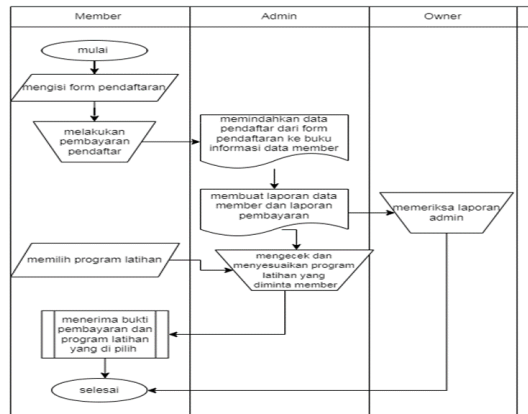 Member
Admin
Owner
mulai
mengisi form pendaftaran
melakukan
pembayaran
pendaftar
memindahkan data
pendaftar dari form
pendaftaran ke buku
informasi data member
membuat laporan data
member dan laporan
pembayaran
memeriksa laporan
admin
memilih program latihan
mengecek dan
menyesuaikan program
latihan yang
diminta member
menerima bukti
pembayaran dan
program latihan
yang di pilih
selesai